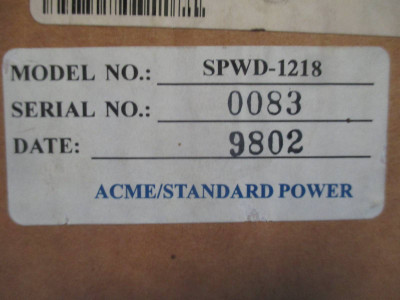 MODEL NO.: SPWD-1218
SERIAL NO.: 0083
DATE: 9802
ACME/STANDARD POWER